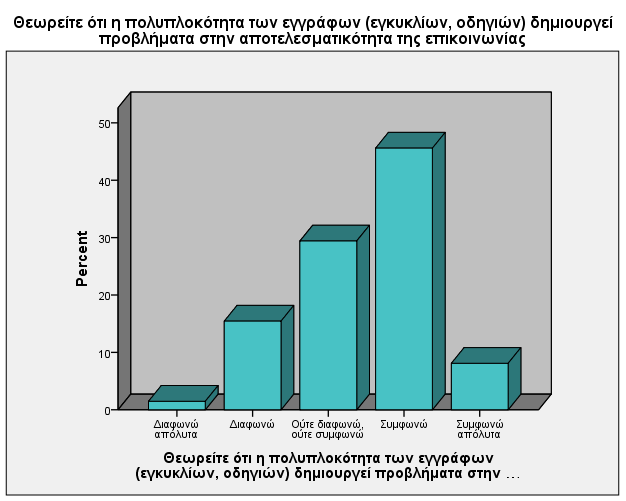 Θεωρείτε ότι η πολυπλοκότητα των εγγράφων (εγκυκλίων, οδηγιών) δημιουργεί
προβλήματα στην αποτελεσματικότητα της επικοινωνίας
50
40
30
20
10
0
Percent
Διαφωνώ
απόλυτα
Διαφωνώ
Ούτε διαφωνώ,
ούτε συμφωνώ
Συμφωνώ
Συμφωνώ
απόλυτα
Θεωρείτε ότι η πολυπλοκότητα των εγγράφων
(εγκυκλίων, οδηγιών) δημιουργεί προβλήματα στην ...